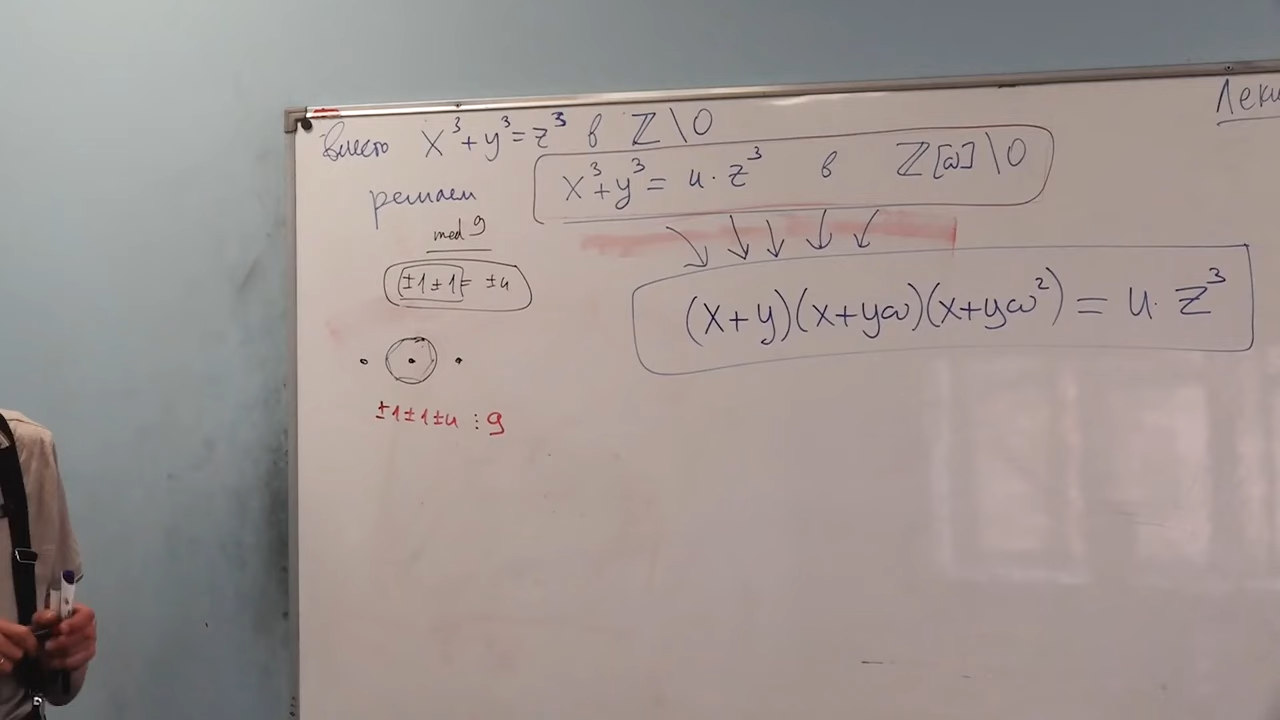 Вместо x³+y³=z³ в ℤ\0
решаем x³+y³= u·z³ в ℤ[ω]\0
mod 9
±1±1= ±u
(x+y)(x+yω)(x+yω²) = u·z³
±1±1±u ⋮ 9